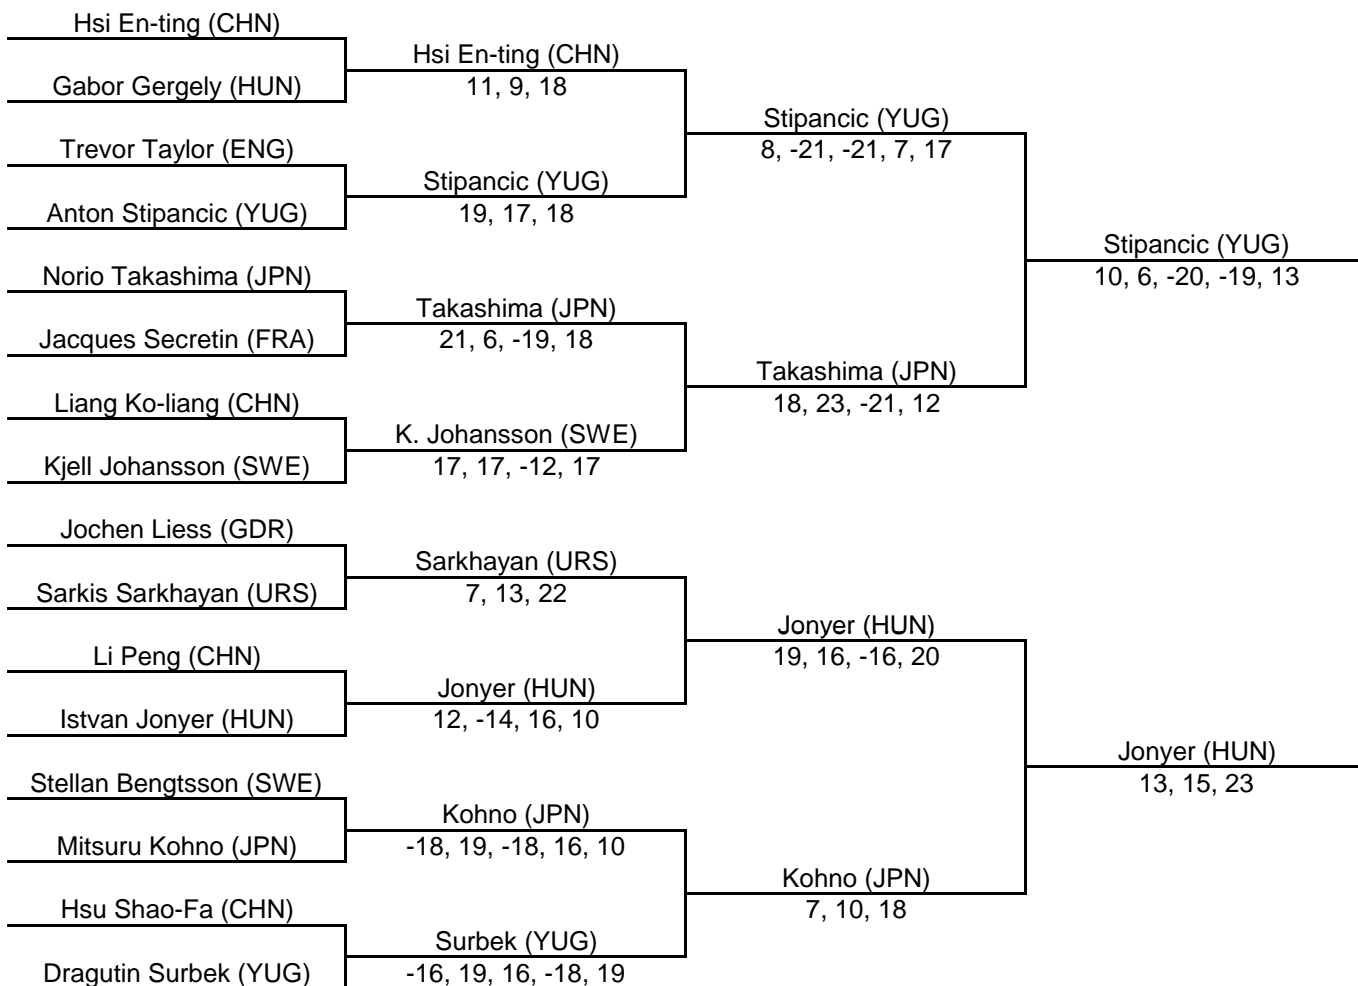 Hsi En-ting (CHN)
Gabor Gergely (HUN)
Trevor Taylor (ENG)
Anton Stipancic (YUG)
Norio Takashima (JPN)
Jacques Secretin (FRA)
Liang Ko-liang (CHN)
Kjell Johansson (SWE)
Jochen Liess (GDR)
Sarkis Sarkhayan (URS)
Li Peng (CHN)
Istvan Jonyer (HUN)
Stellan Bengtsson (SWE)
Mitsuru Kohno (JPN)
Hsu Shao-Fa (CHN)
Dragutin Surbek (YUG)
Hsi En-ting (CHN)
11, 9, 18
Stipancic (YUG)
19, 17, 18
Takashima (JPN)
21, 6, -19, 18
K. Johansson (SWE)
17, 17, -12, 17
Sarkhayan (URS)
7, 13, 22
Jonyer (HUN)
12, -14, 16, 10
Kohno (JPN)
-18, 19, -18, 16, 10
Surbek (YUG)
-16, 19, 16, -18, 19
Stipancic (YUG)
8, -21, -21, 7, 17
Takashima (JPN)
18, 23, -21, 12
Jonyer (HUN)
19, 16, -16, 20
Kohno (JPN)
7, 10, 18
Stipancic (YUG)
10, 6, -20, -19, 13
Jonyer (HUN)
13, 15, 23